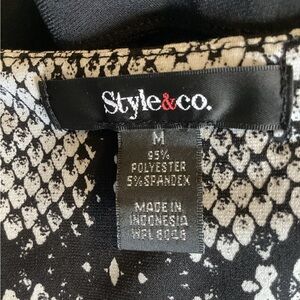 Style&co.
M
95%
POLYESTER
5% SPANDEX
MADE IN
INDONESIA
WPL 8046